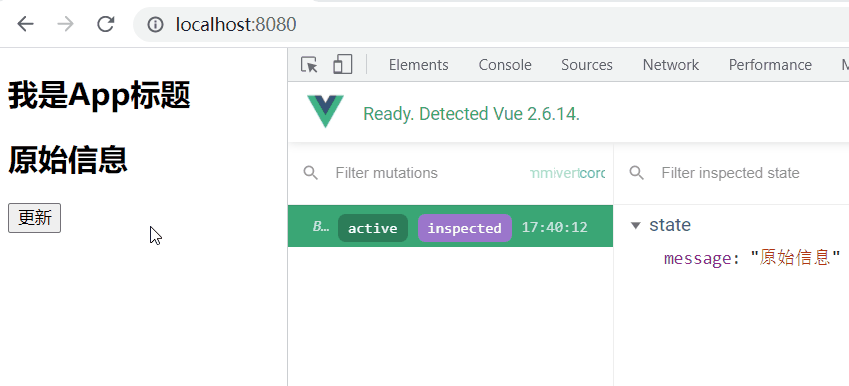 localhost:8080
我是App标题
原始信息
更新
Elements Console Sources Network Performance M
Ready. Detected Vue 2.6.14.
Filter mutations
Filter inspected state
B... active inspected 17:40:12
state
message: "原始信息"